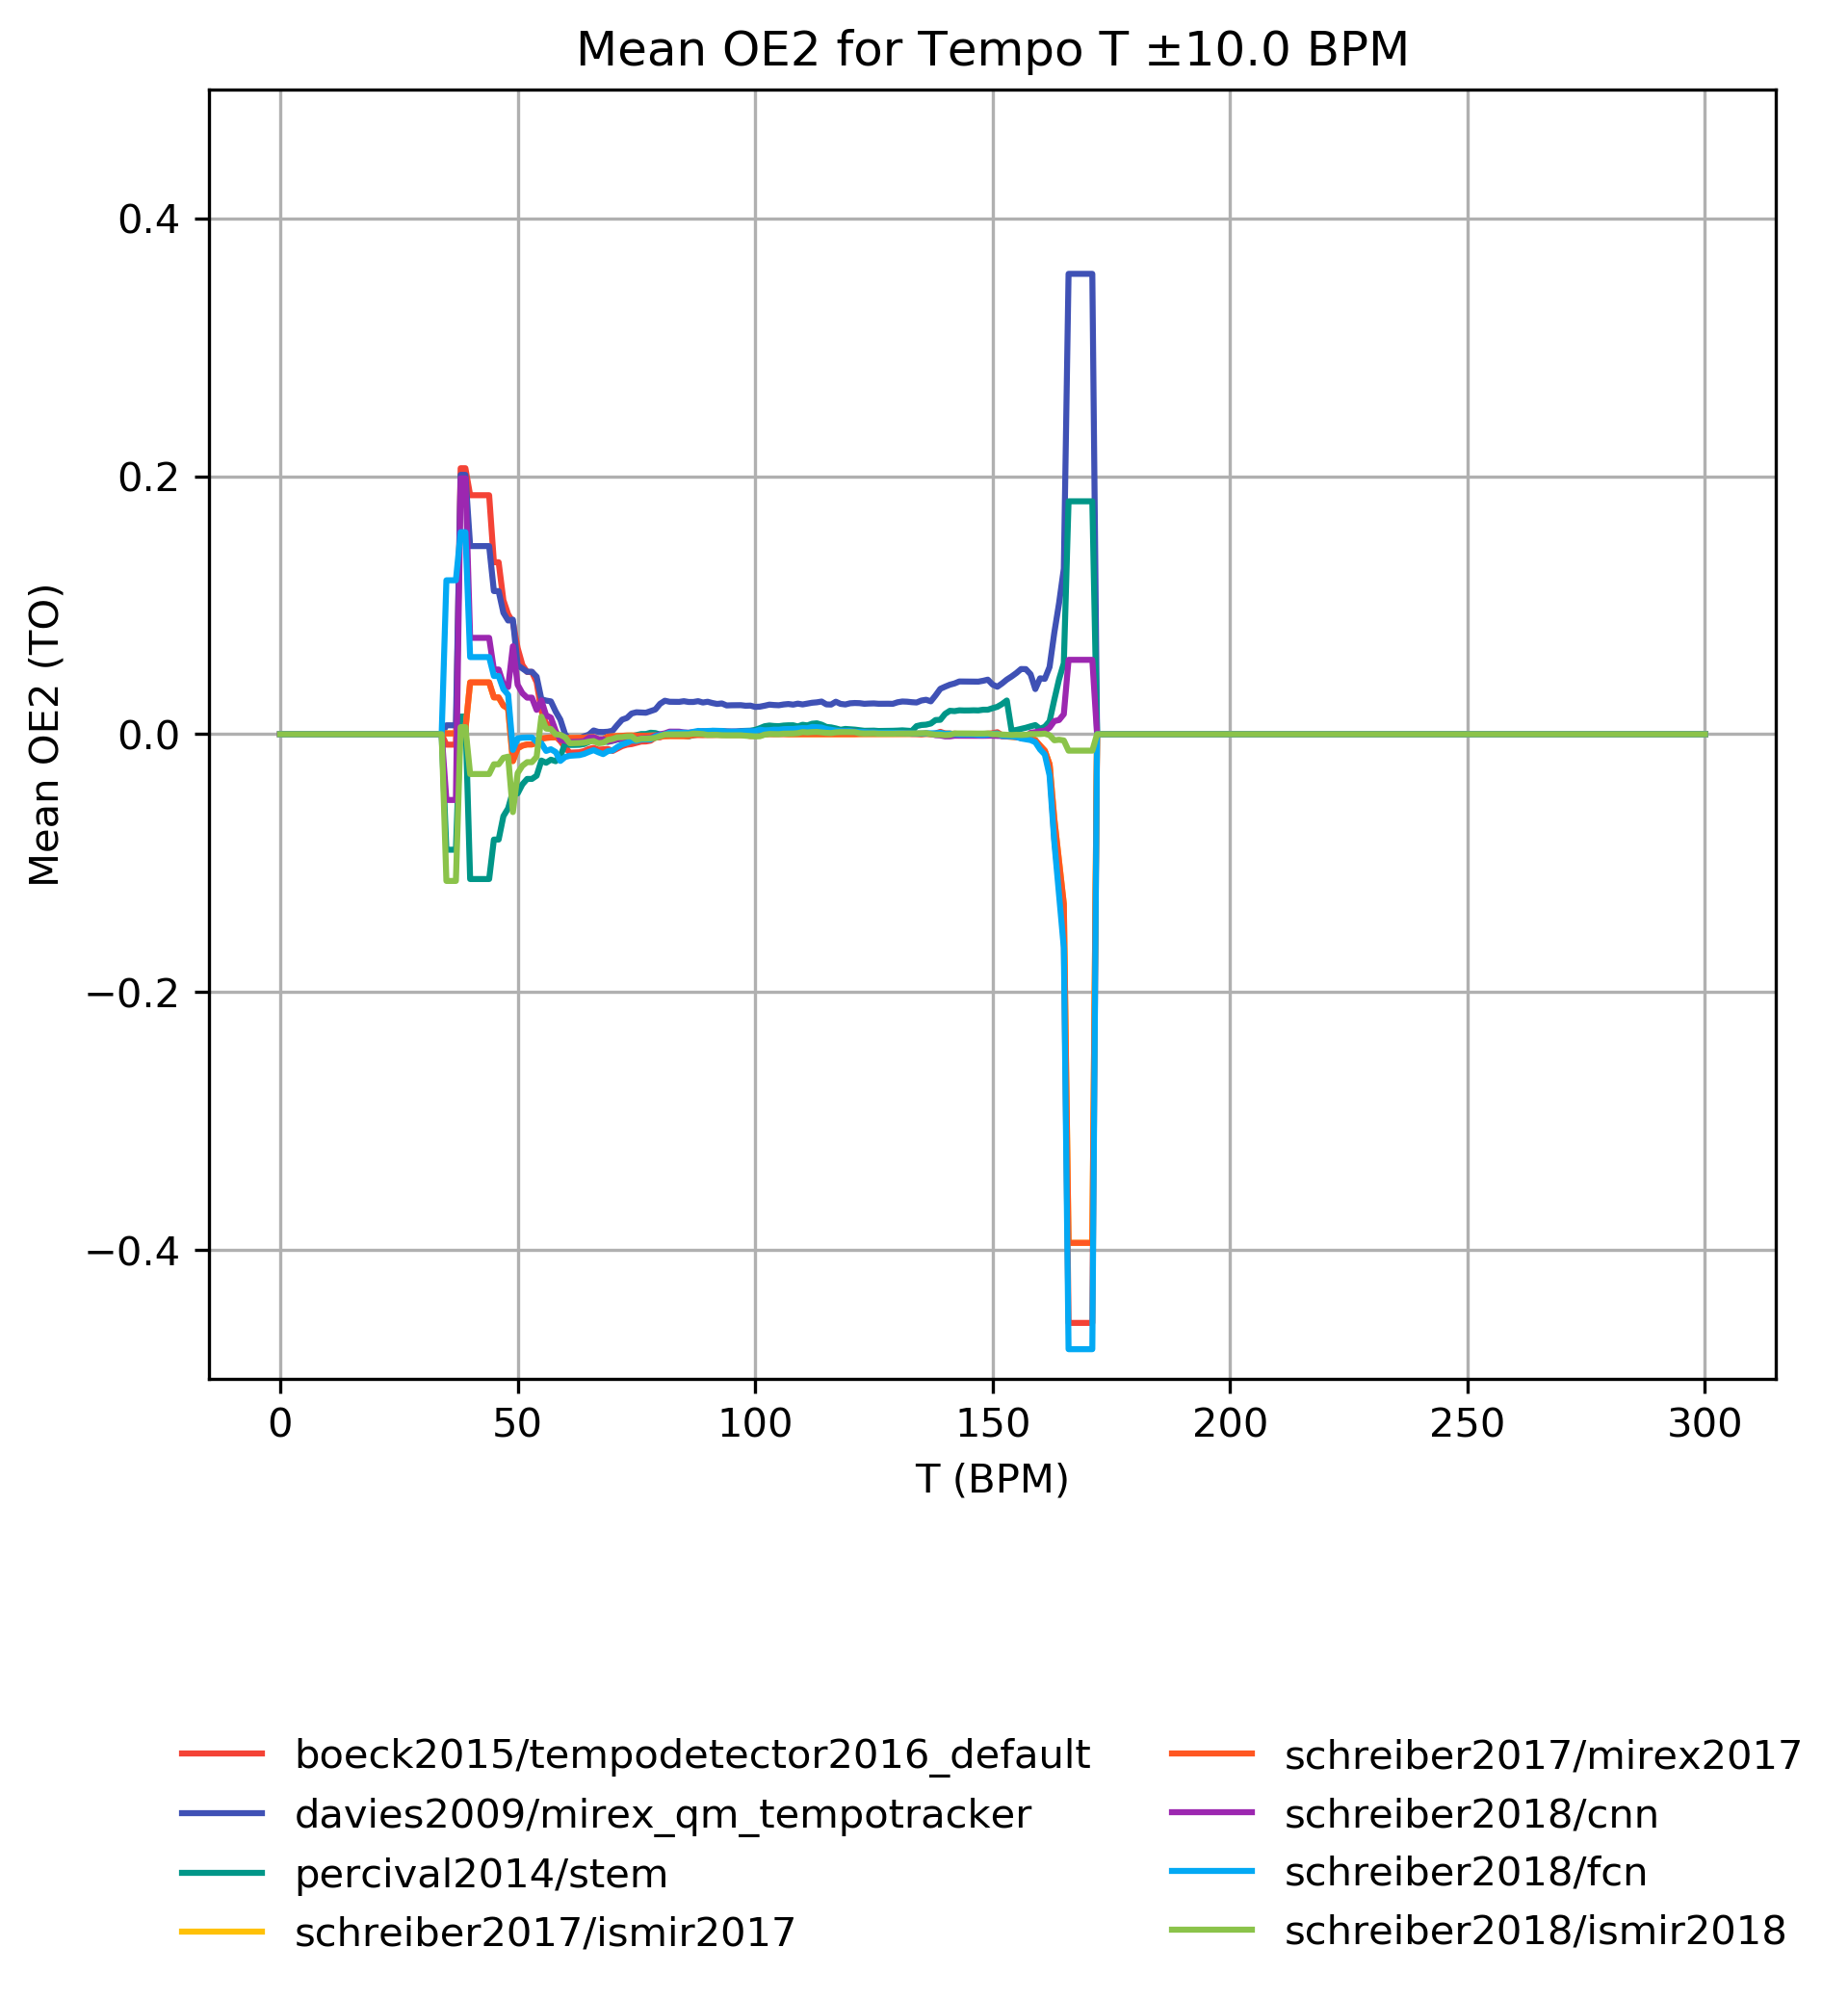 Mean OE2 for Tempo T ±10.0 BPM
Mean OE2 (TO)
0.4
0.2
0.0
−0.2
−0.4
0 50 100 150 200 250 300
T (BPM)
boeck2015/tempodetector2016_default
davies2009/mirex_qm_tempotracker
percival2014/stem
schreiber2017/ismir2017
schreiber2017/mirex2017
schreiber2018/cnn
schreiber2018/fcn
schreiber2018/ismir2018